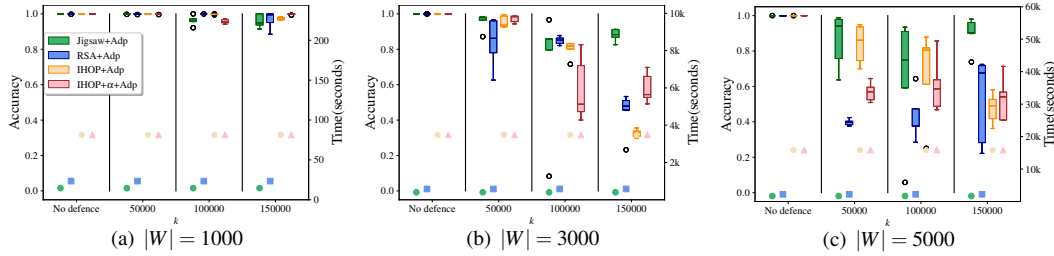 1.0
0.8
0.6
0.4
0.2
0.0
Accuracy
Jigsaw+Adp
RSA+Adp
IHOP+Adp
IHOP+α+Adp
200
150
100
50
0
Time(seconds)
No defence 50000 100000 150000
k
(a) |W| = 1000
1.0
0.8
0.6
0.4
0.2
0.0
Accuracy
10k
8k
6k
4k
2k
Time(seconds)
No defence 50000 100000 150000
k
(b) |W| = 3000
1.0
0.8
0.6
0.4
0.2
0.0
Accuracy
60k
50k
40k
30k
20k
10k
Time(seconds)
No defence 50000 100000 150000
k
(c) |W| = 5000